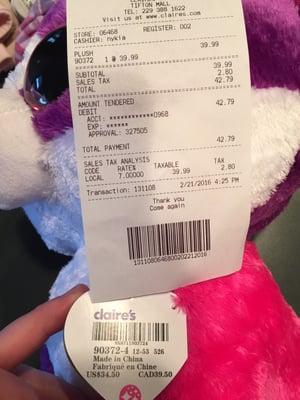 TIFTON MALL
TEL: 229 388 1622
Visit us at www.claires.com
STORE: 06468 REGISTER: 002
CASHIER: nykia
PLUSH 39.99
90372 1 @ 39.99
SUBTOTAL 39.99
SALES TAX 2.80
TOTAL 42.79
AMOUNT TENDERED
DEBIT 42.79
ACCT: ************0968
EXP: ******
APPROVAL: 327505
TOTAL PAYMENT 42.79
SALES TAX ANALYSIS
CODE RATE% TAXABLE TAX
LOCAL 7.00000 39.99 2.80
Transaction: 131108 2/21/2016 4:25 PM
Thank you
Come again
claire's
90372-4 12-53 526
Made in China
Fabriqué en Chine
US$34.50 CAD39.50